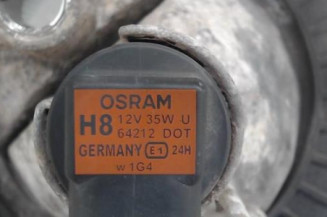 OSRAM
H8 12V 35W U
64212 DOT
GERMANY E1 24H
w1G4